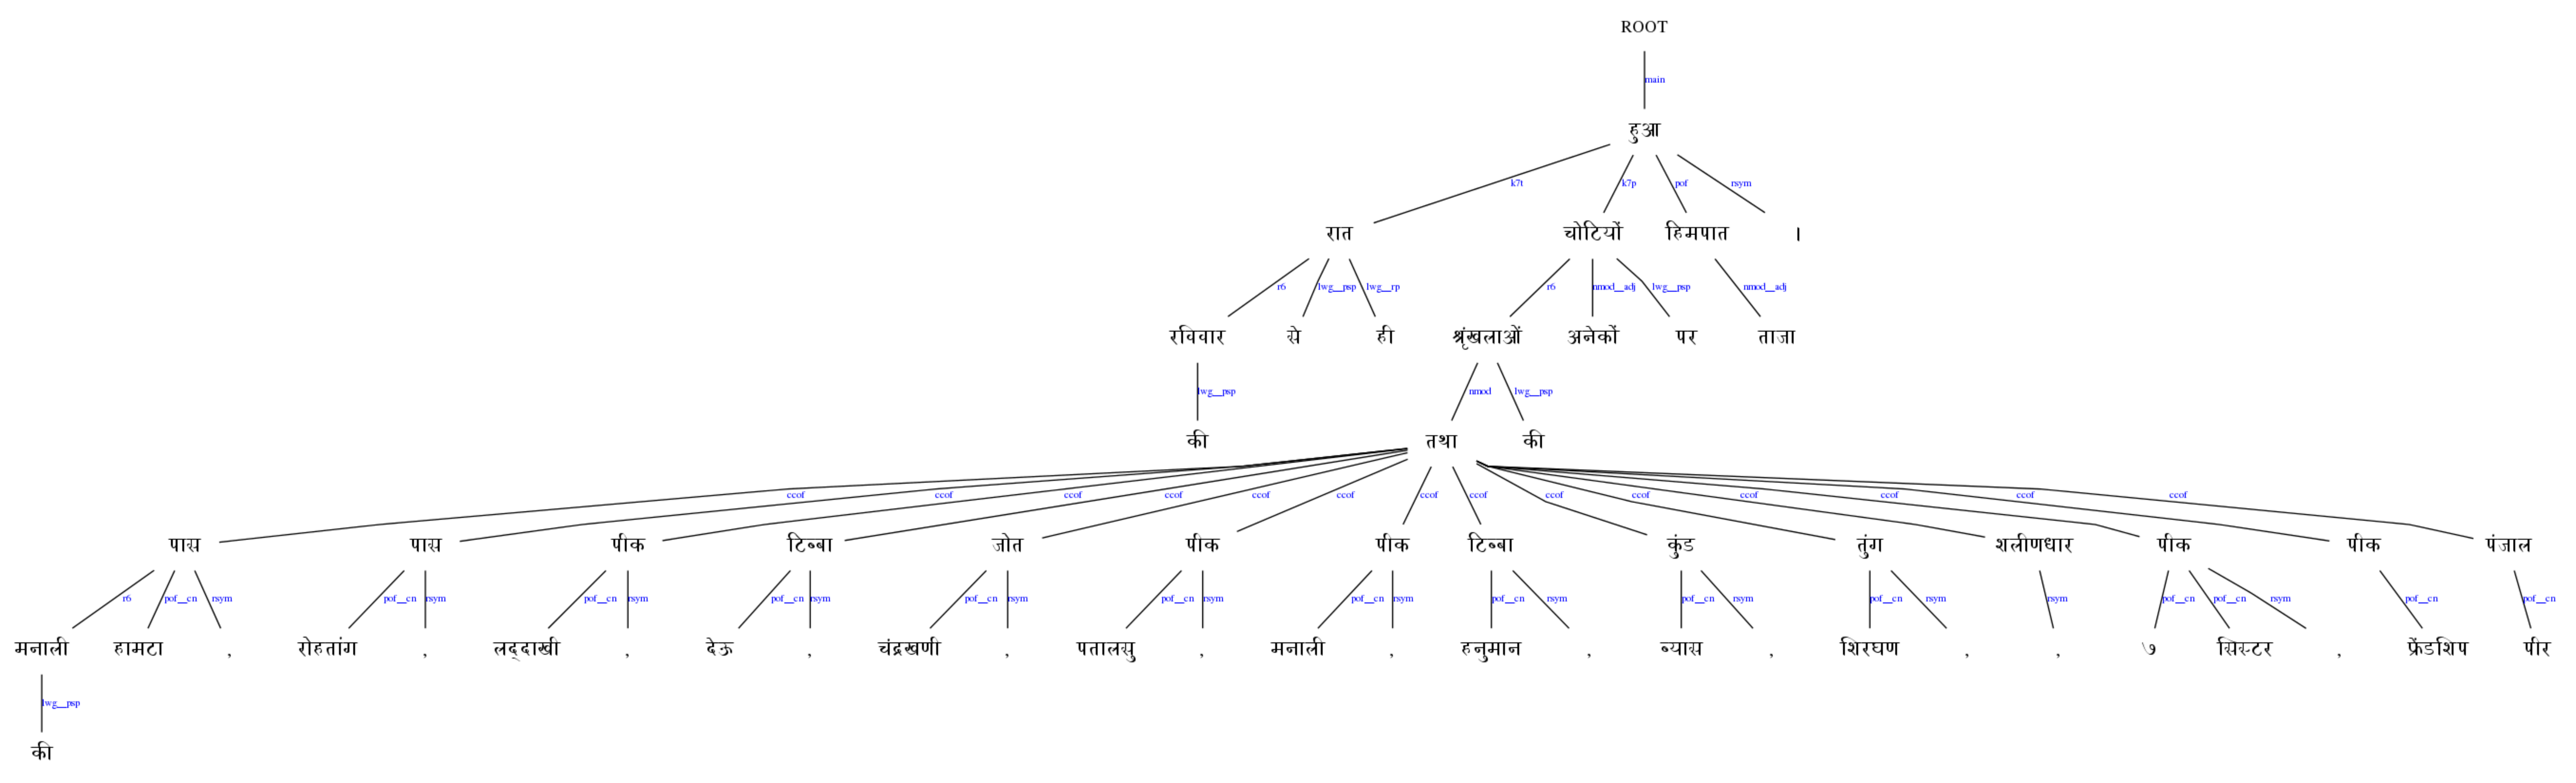 ROOT
main
हुआ
k7t k7p pof rsym
रात चोटियों हिमपात ।
r6 lwg__psp lwg__rp r6 nmod__adj lwg__psp nmod__adj
रविवार से ही श्रृंखलाओं अनेकों पर ताजा
lwg__psp nmod lwg__psp
की तथा की
ccof ccof ccof ccof ccof ccof ccof ccof ccof ccof ccof ccof ccof ccof
पास पास पीक टिब्बा जोत पीक पीक टिब्बा कुंड तुंग शलीणधार पीक पीक पंजाल
r6 pof__cn rsym pof__cn rsym pof__cn rsym pof__cn rsym pof__cn rsym pof__cn rsym pof__cn rsym pof__cn rsym pof__cn rsym pof__cn rsym rsym pof__cn pof__cn rsym pof__cn pof__cn
मनाली हामटा , रोहतांग , लद्दाखी , देऊ , चंद्रखणी , पतालसु , मनाली , हनुमान , ब्यास , शिरघण , , ७ सिस्टर , फ्रेंडशिप पीर
lwg__psp
की